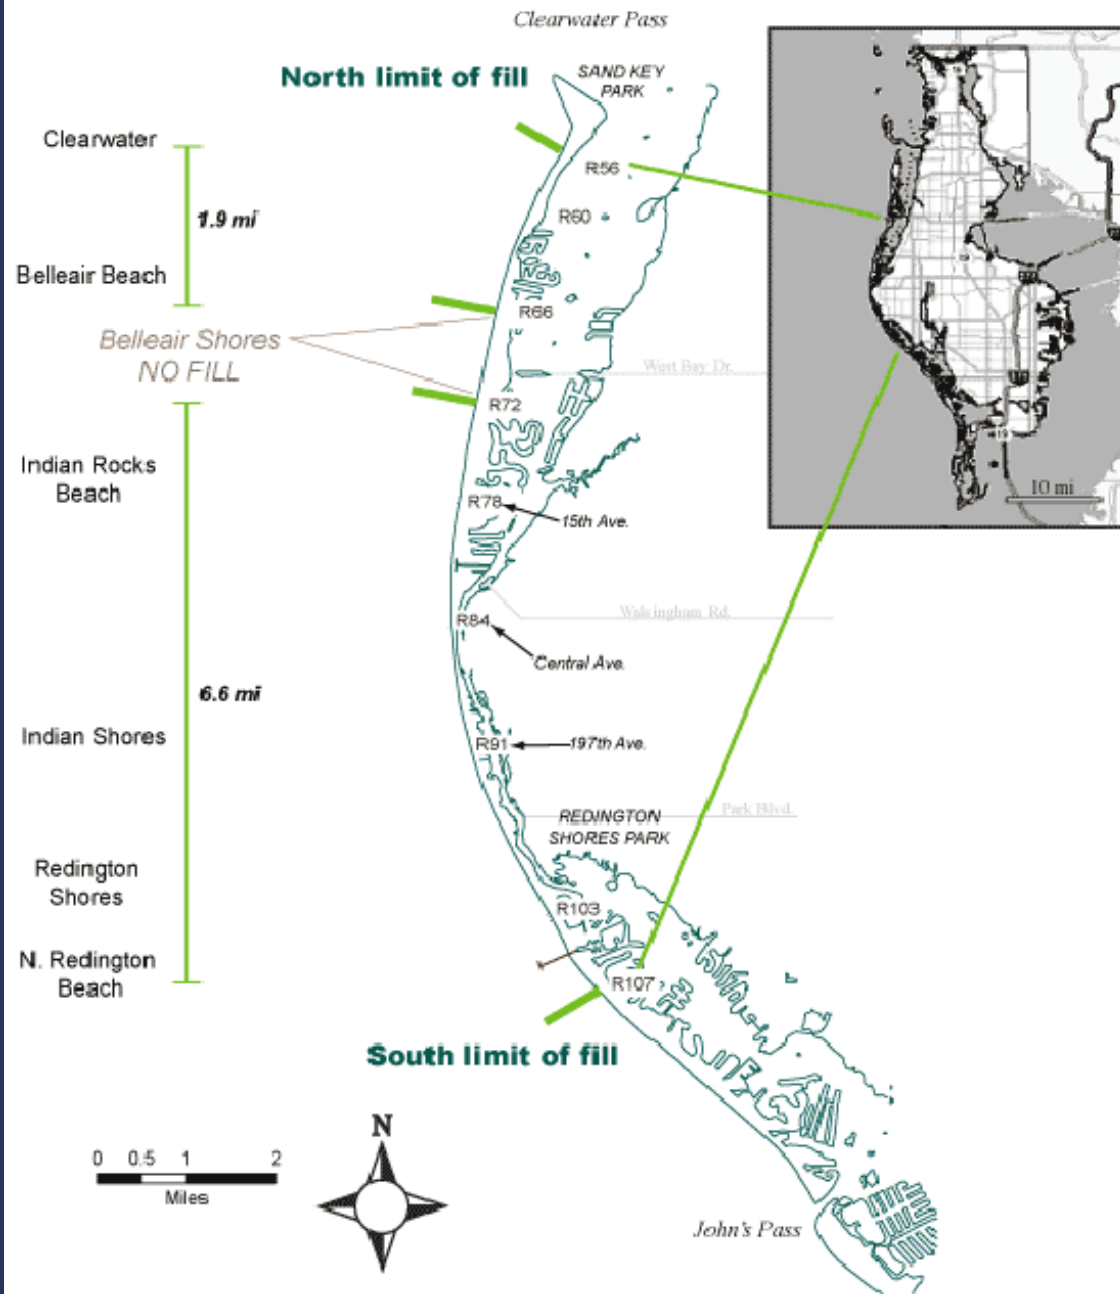 Clearwater Pass
North limit of fill
SAND KEY
PARK
Clearwater
R56
1.9 mi
R60
Belleair Beach
R66
Belleair Shores
NO FILL
West Bay Dr.
R72
Indian Rocks
Beach
R78
15th Ave.
10 mi
19
Walsingham Rd.
R84
Central Ave.
6.6 mi
Indian Shores
R91
197th Ave.
Park Blvd.
REDINGTON
SHORES PARK
Redington
Shores
R103
N. Redington
Beach
R107
South limit of fill
N
0 0.5 1 2
Miles
John's Pass